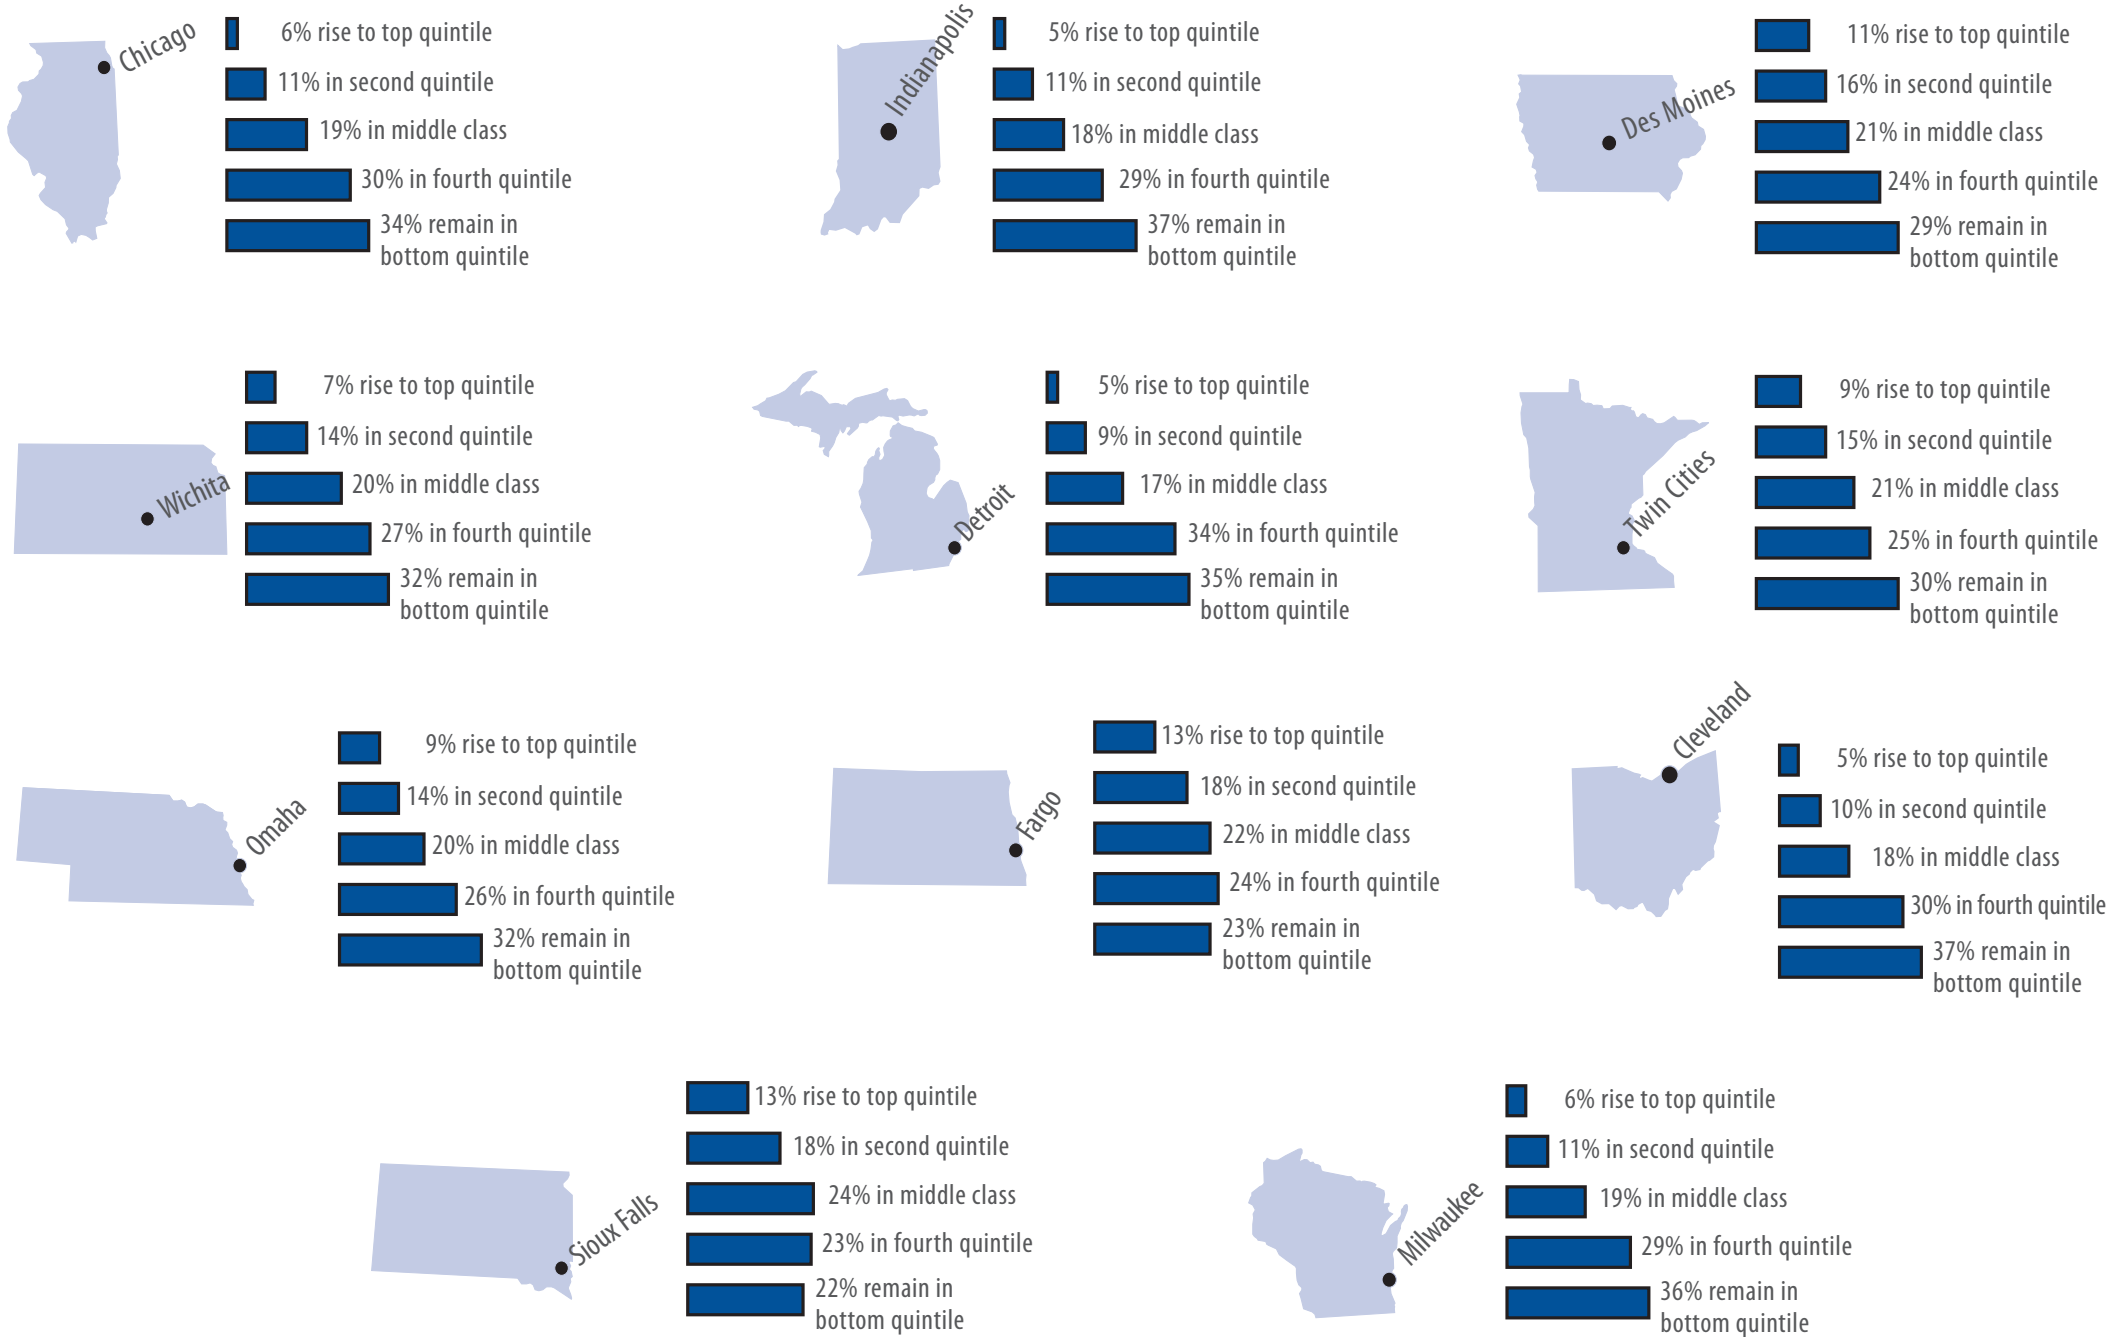 Chicago
6% rise to top quintile
11% in second quintile
19% in middle class
30% in fourth quintile
34% remain in
bottom quintile
Indianapolis
5% rise to top quintile
11% in second quintile
18% in middle class
29% in fourth quintile
37% remain in
bottom quintile
Des Moines
11% rise to top quintile
16% in second quintile
21% in middle class
24% in fourth quintile
29% remain in
bottom quintile
Wichita
7% rise to top quintile
14% in second quintile
20% in middle class
27% in fourth quintile
32% remain in
bottom quintile
Detroit
5% rise to top quintile
9% in second quintile
17% in middle class
34% in fourth quintile
35% remain in
bottom quintile
Twin Cities
9% rise to top quintile
15% in second quintile
21% in middle class
25% in fourth quintile
30% remain in
bottom quintile
Omaha
9% rise to top quintile
14% in second quintile
20% in middle class
26% in fourth quintile
32% remain in
bottom quintile
Fargo
13% rise to top quintile
18% in second quintile
22% in middle class
24% in fourth quintile
23% remain in
bottom quintile
Cleveland
5% rise to top quintile
10% in second quintile
18% in middle class
30% in fourth quintile
37% remain in
bottom quintile
Sioux Falls
13% rise to top quintile
18% in second quintile
24% in middle class
23% in fourth quintile
22% remain in
bottom quintile
Milwaukee
6% rise to top quintile
11% in second quintile
19% in middle class
29% in fourth quintile
36% remain in
bottom quintile